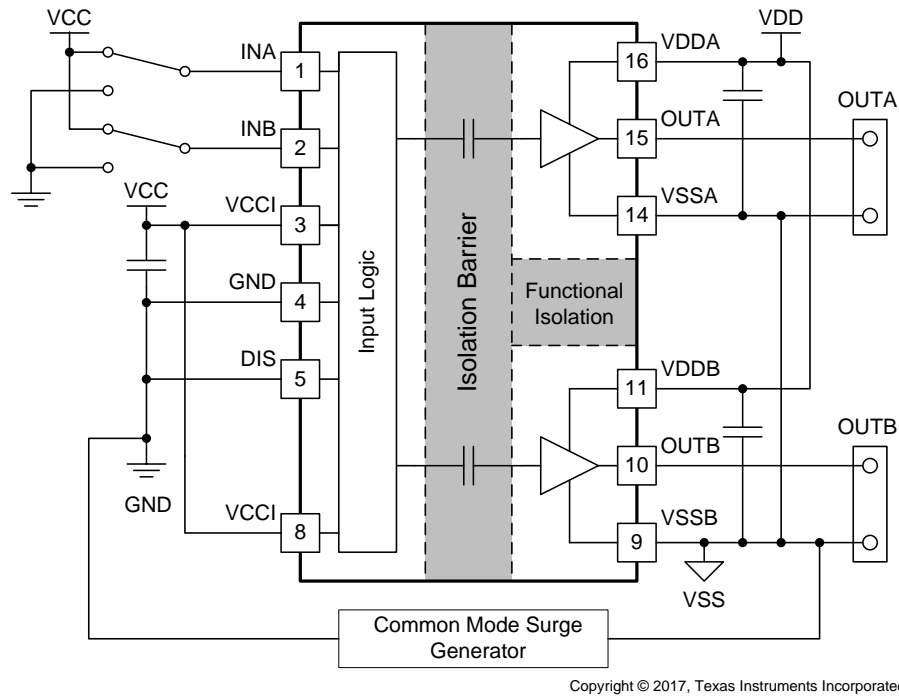 VCC
INA
1
INB
2
VCC
VCCI
3
GND
4
DIS
5
GND
VCCI
8
Input Logic
Isolation Barrier
Functional
Isolation
VDD
VDDA
16
OUTA
15
VSSA
14
OUTA
VDDB
11
OUTB
10
VSSB
9
OUTB
VSS
Common Mode Surge
Generator
Copyright © 2017, Texas Instruments Incorporated